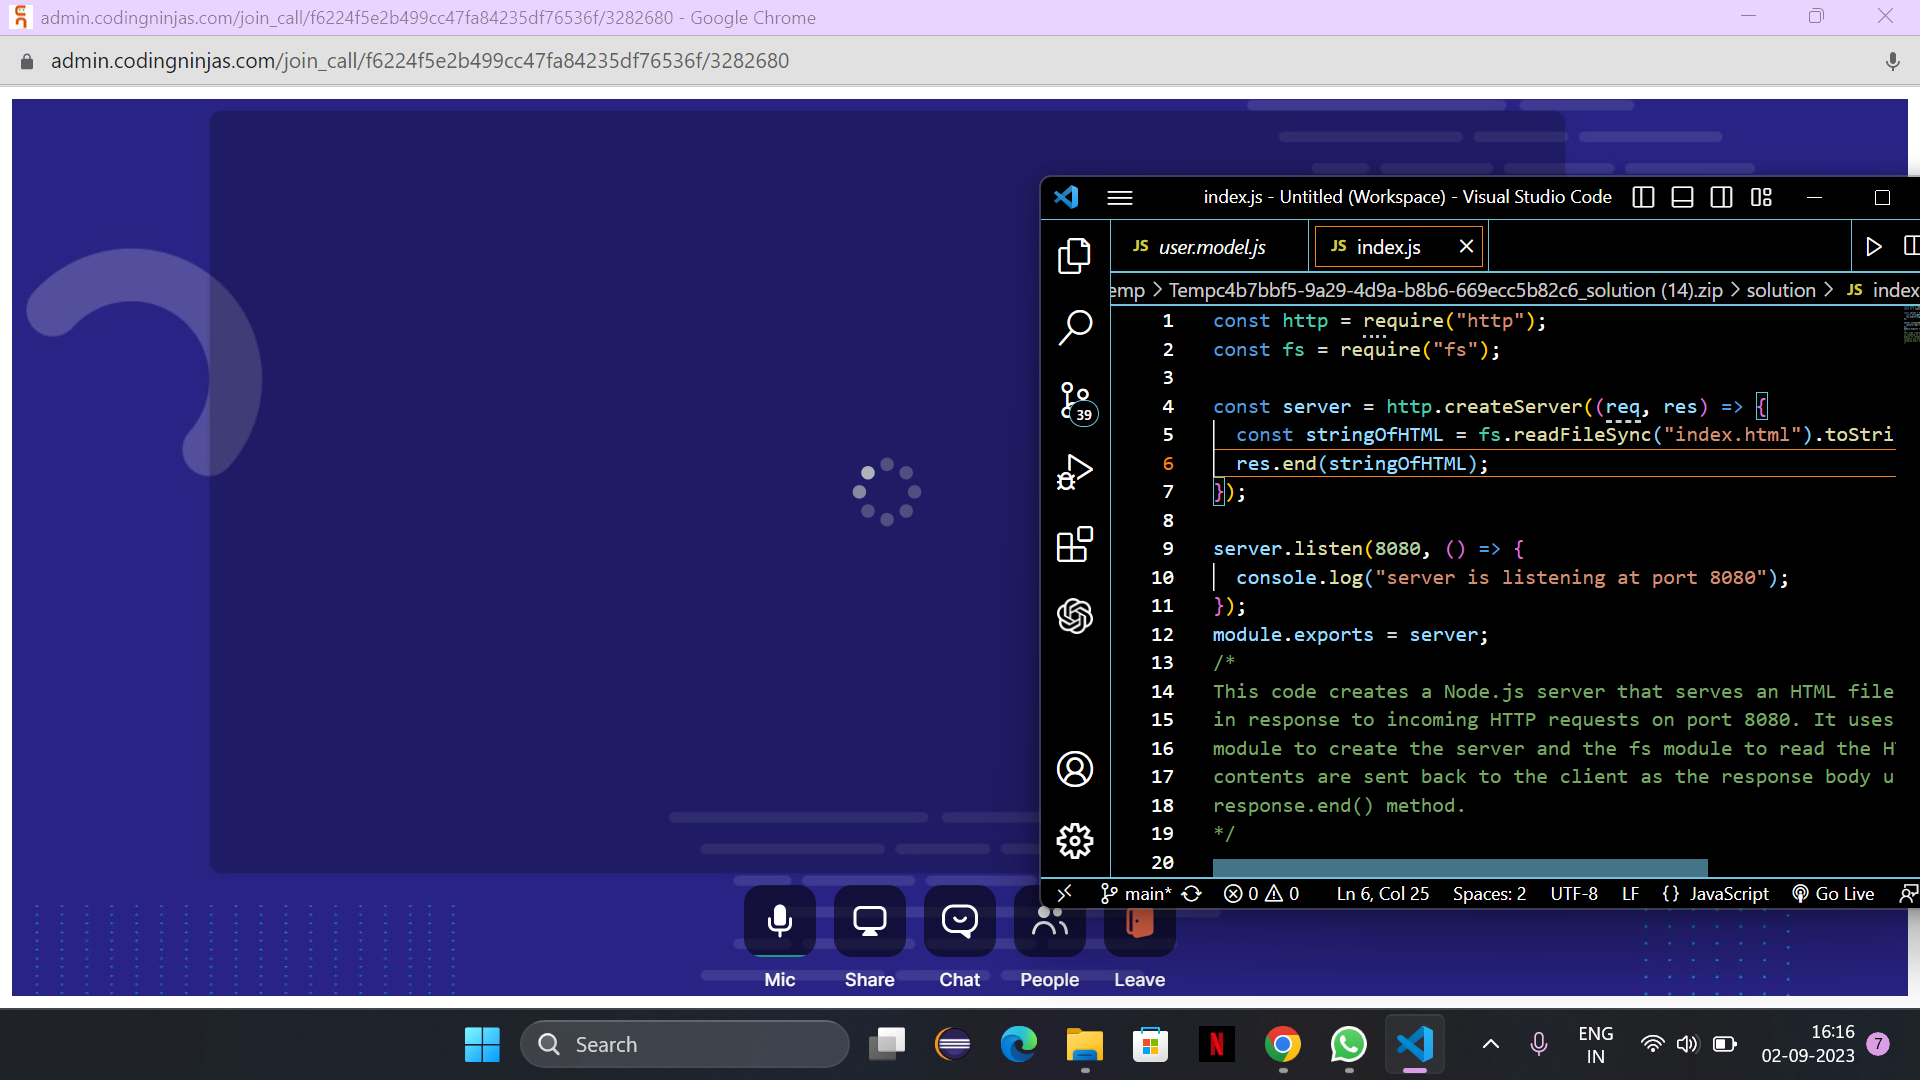 admin.codingninjas.com/join_call/f6224f5e2b499cc47fa84235df76536f/3282680 - Google Chrome
admin.codingninjas.com/join_call/f6224f5e2b499cc47fa84235df76536f/3282680
index.js - Untitled (Workspace) - Visual Studio Code
JS user.model.js
JS index.js
emp > Tempc4b7bbf5-9a29-4d9a-b8b6-669ecc5b82c6_solution (14).zip > solution > JS index
1 const http = require("http");
2 const fs = require("fs");
3
4 const server = http.createServer((req, res) => {
5 const stringOfHTML = fs.readFileSync("index.html").toStri
6 res.end(stringOfHTML);
7 });
8
9 server.listen(8080, () => {
10 console.log("server is listening at port 8080");
11 });
12 module.exports = server;
13 /*
14 This code creates a Node.js server that serves an HTML file
15 in response to incoming HTTP requests on port 8080. It uses
16 module to create the server and the fs module to read the H
17 contents are sent back to the client as the response body u
18 response.end() method.
19 */
20
39
main* 0 0 Ln 6, Col 25 Spaces: 2 UTF-8 LF {} JavaScript Go Live
Mic Share Chat People Leave
Search
ENG
IN
16:16
02-09-2023
7